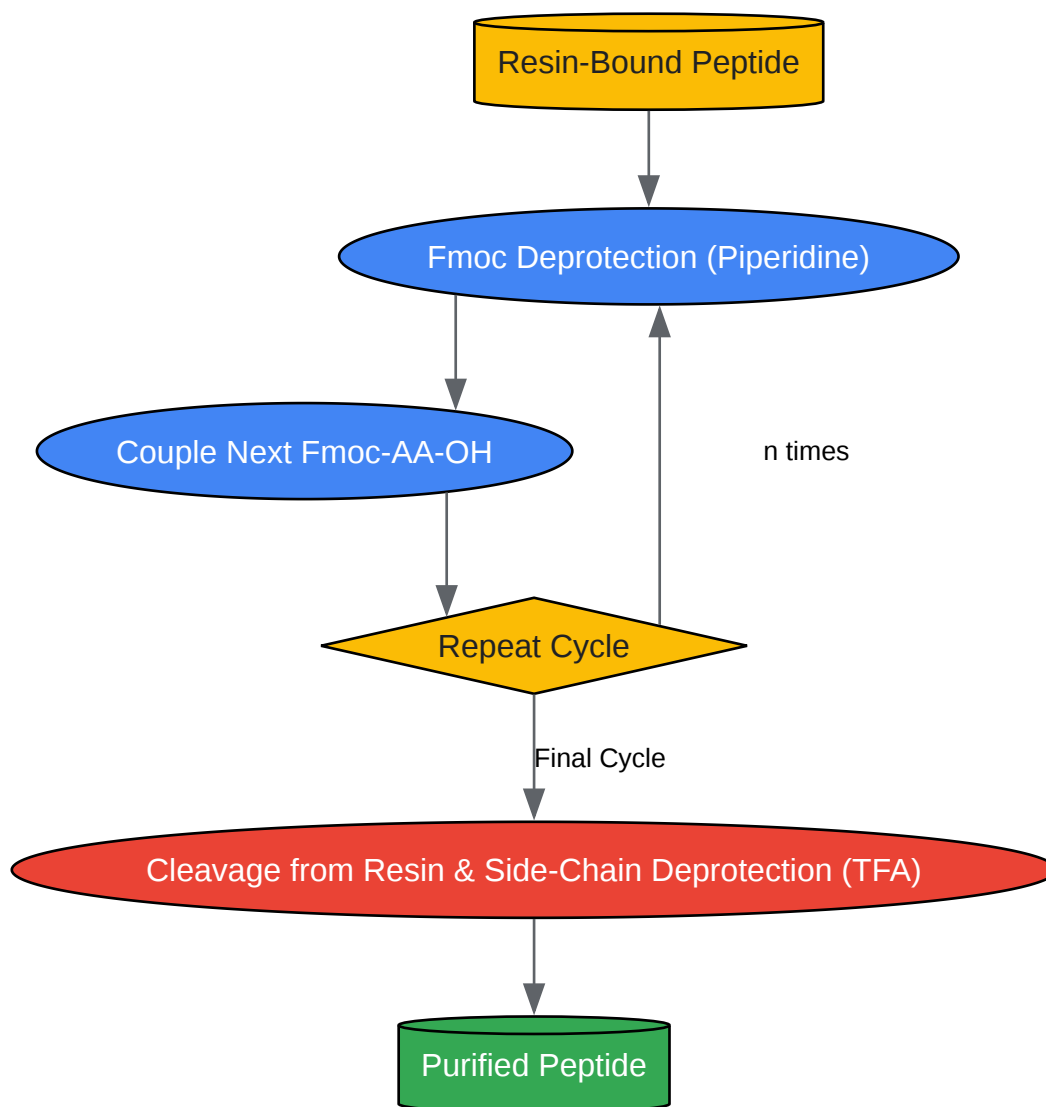 Resin-Bound Peptide
Fmoc Deprotection (Piperidine)
Couple Next Fmoc-AA-OH
n times
Repeat Cycle
Final Cycle
Cleavage from Resin & Side-Chain Deprotection (TFA)
Purified Peptide